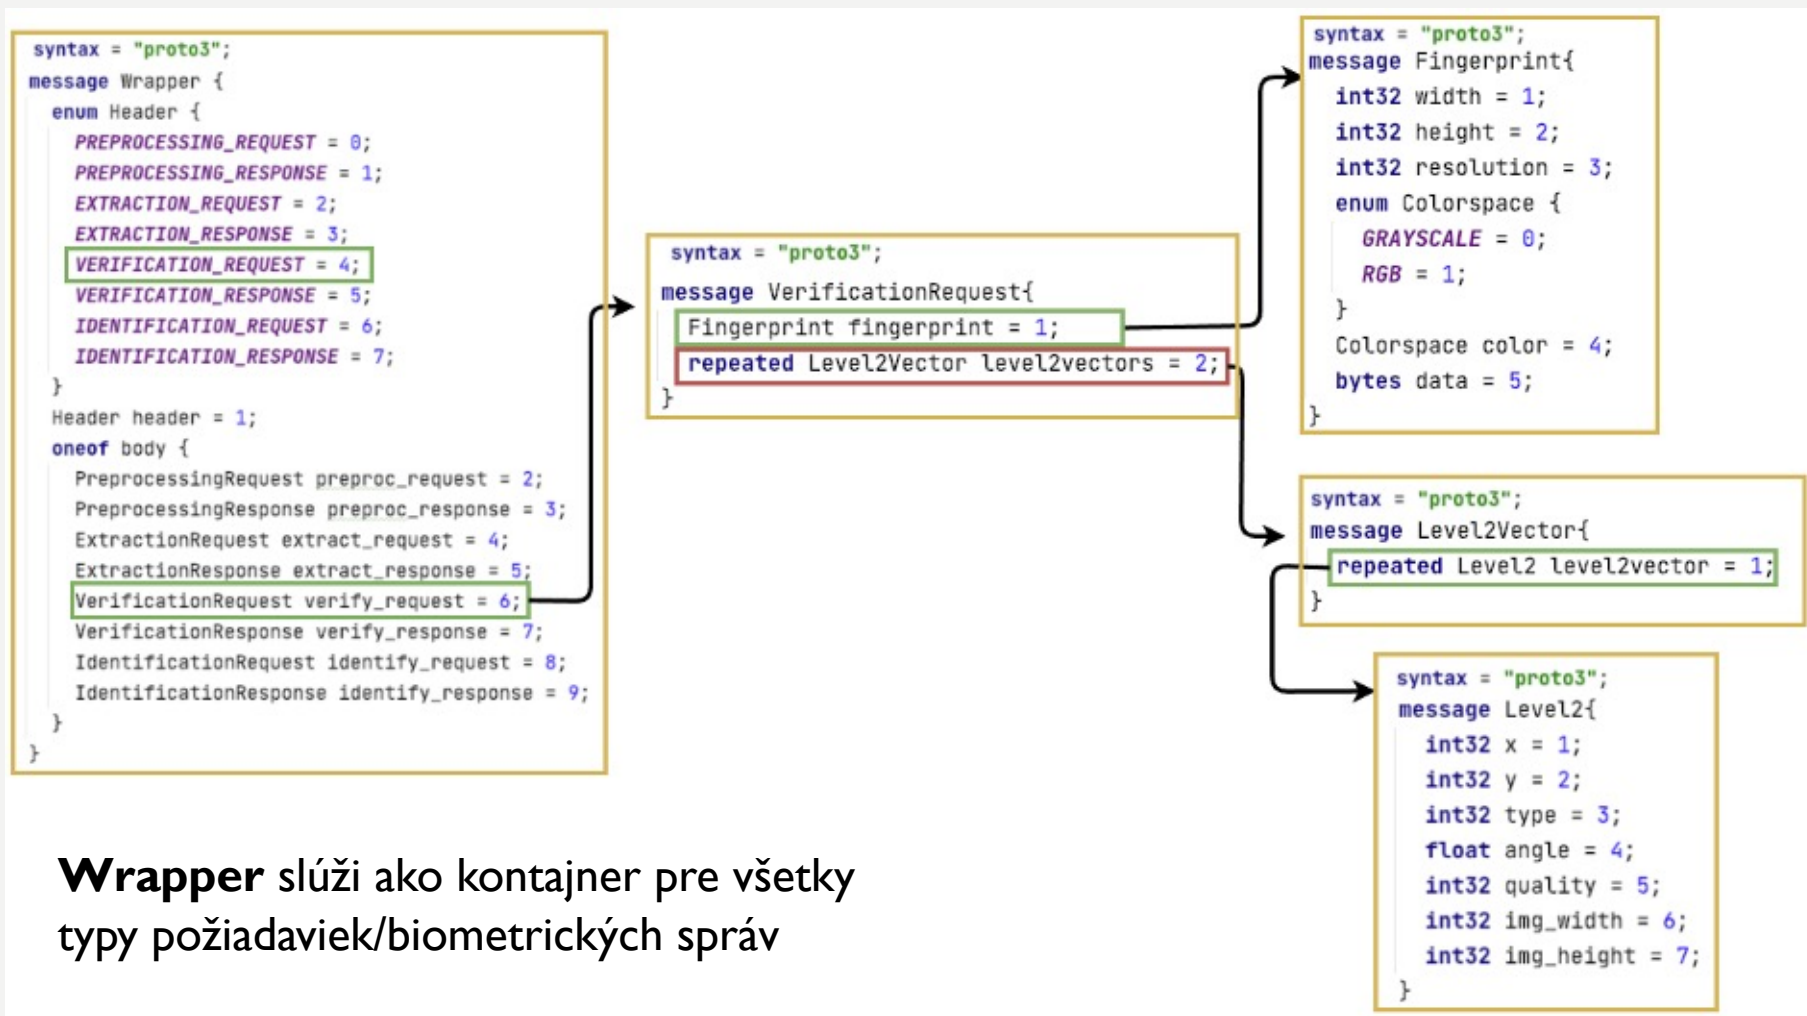 syntax = "proto3";
message Wrapper {
enum Header {
PREPROCESSING_REQUEST = 0;
PREPROCESSING_RESPONSE = 1;
EXTRACTION_REQUEST = 2;
EXTRACTION_RESPONSE = 3;
VERIFICATION_REQUEST = 4;
VERIFICATION_RESPONSE = 5;
IDENTIFICATION_REQUEST = 6;
IDENTIFICATION_RESPONSE = 7;
}
Header header = 1;
oneof body {
PreprocessingRequest preproc_request = 2;
PreprocessingResponse preproc_response = 3;
ExtractionRequest extract_request = 4;
ExtractionResponse extract_response = 5;
VerificationRequest verify_request = 6;
VerificationResponse verify_response = 7;
IdentificationRequest identify_request = 8;
IdentificationResponse identify_response = 9;
}
}
syntax = "proto3";
message VerificationRequest{
Fingerprint fingerprint = 1;
repeated Level2Vector level2vectors = 2;
}
syntax = "proto3";
message Fingerprint{
int32 width = 1;
int32 height = 2;
int32 resolution = 3;
enum Colorspace {
GRAYSCALE = 0;
RGB = 1;
}
Colorspace color = 4;
bytes data = 5;
}
syntax = "proto3";
message Level2Vector{
repeated Level2 level2vector = 1;
}
syntax = "proto3";
message Level2{
int32 x = 1;
int32 y = 2;
int32 type = 3;
float angle = 4;
int32 quality = 5;
int32 img_width = 6;
int32 img_height = 7;
}
Wrapper slúži ako kontajner pre všetky
typy požiadaviek/biometrických správ